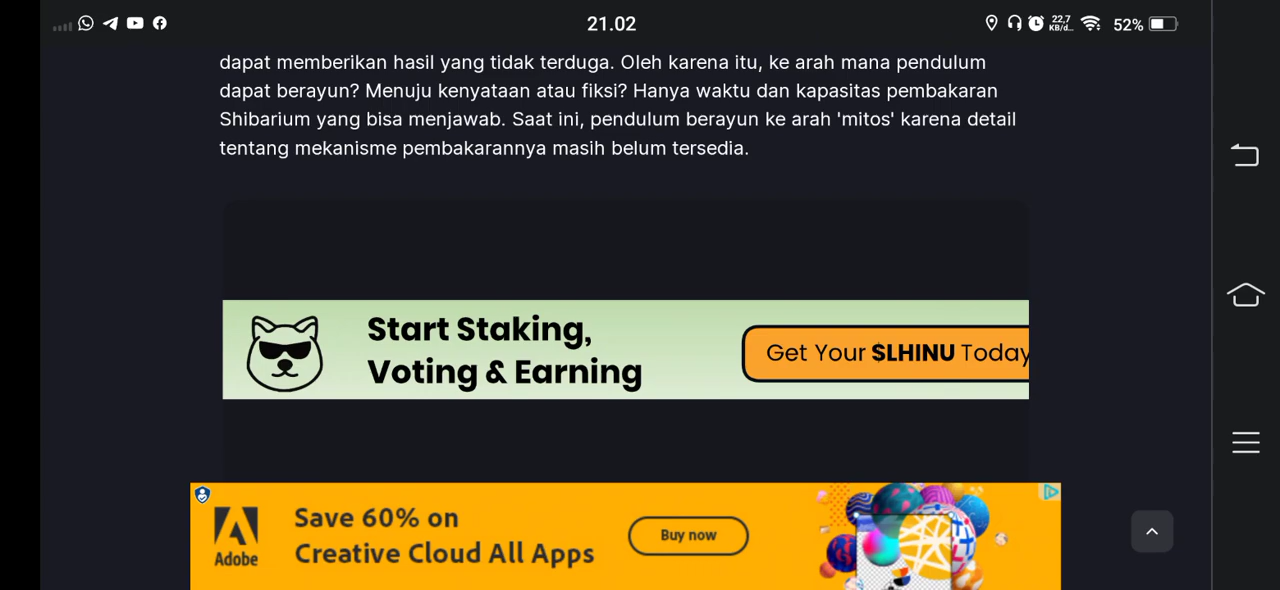 21.02
22,7
KB/d...
52%
dapat memberikan hasil yang tidak terduga. Oleh karena itu, ke arah mana pendulum
dapat berayun? Menuju kenyataan atau fiksi? Hanya waktu dan kapasitas pembakaran
Shibarium yang bisa menjawab. Saat ini, pendulum berayun ke arah 'mitos' karena detail
tentang mekanisme pembakarannya masih belum tersedia.
Start Staking,
Voting & Earning
Get Your $LHINU Today
Save 60% on
Creative Cloud All Apps
Buy now
Adobe